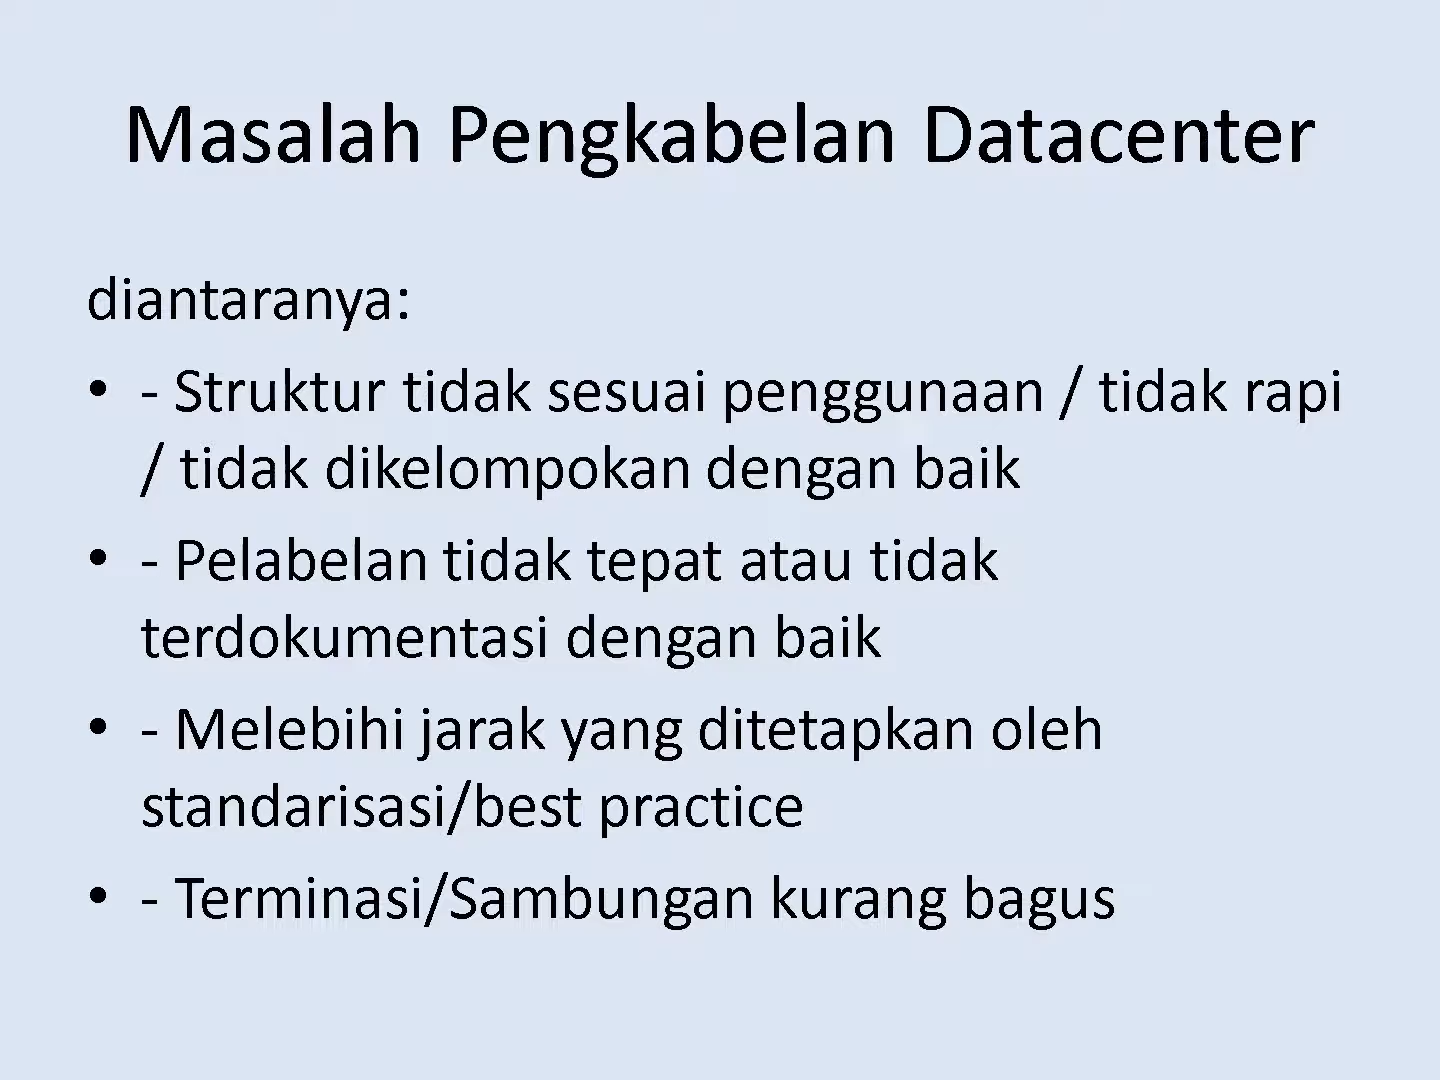 Masalah Pengkabelan Datacenter
diantaranya:
• - Struktur tidak sesuai penggunaan / tidak rapi
/ tidak dikelompokan dengan baik
• - Pelabelan tidak tepat atau tidak
terdokumentasi dengan baik
• - Melebihi jarak yang ditetapkan oleh
standarisasi/best practice
• - Terminasi/Sambungan kurang bagus